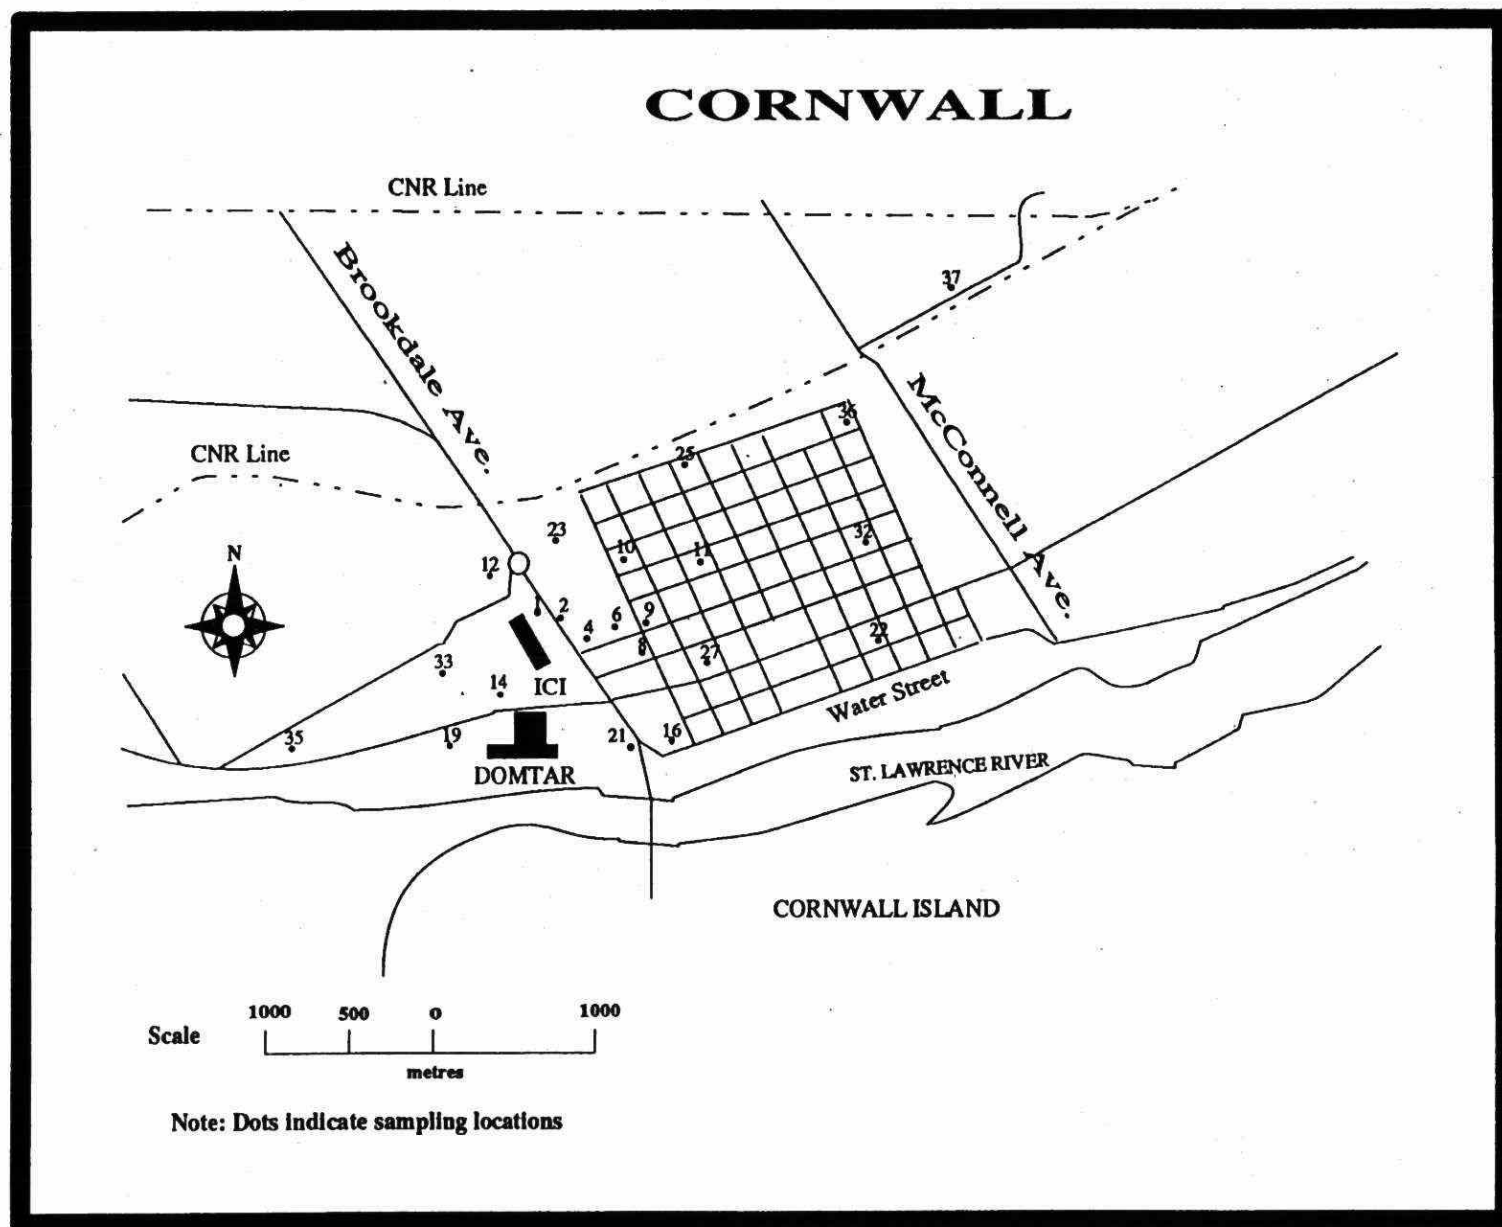 CORNWALL
CNR Line
37
Brookdale Ave.
McConnell Ave.
36
CNR Line
25
23
32
10
11
12
N
1
2
6
9
4
22
8
27
33
14
ICI
Water Street
35
19
21
16
DOMTAR
ST. LAWRENCE RIVER
CORNWALL ISLAND
1000 500 0 1000
Scale
metres
Note: Dots indicate sampling locations